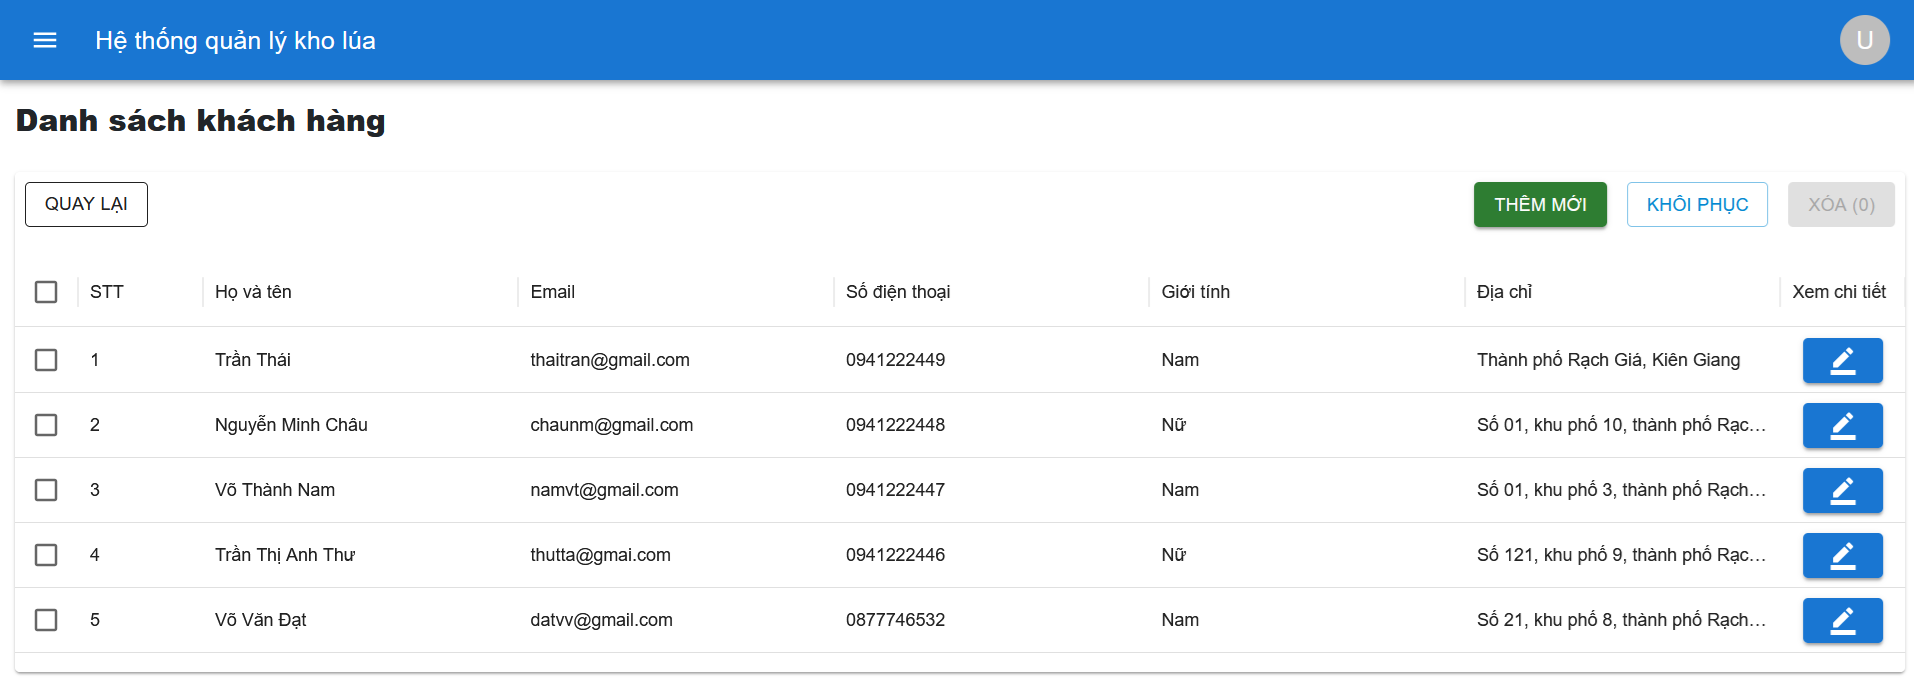 Hệ thống quản lý kho lúa
U
Danh sách khách hàng
QUAY LẠI THÊM MỚI KHÔI PHỤC XÓA (0)
STT Họ và tên Email Số điện thoại Giới tính Địa chỉ Xem chi tiết
1 Trần Thái thaitran@gmail.com 0941222449 Nam Thành phố Rạch Giá, Kiên Giang
2 Nguyễn Minh Châu chaunm@gmail.com 0941222448 Nữ Số 01, khu phố 10, thành phố Rạc...
3 Võ Thành Nam namvt@gmail.com 0941222447 Nam Số 01, khu phố 3, thành phố Rạch...
4 Trần Thị Anh Thư thutta@gmai.com 0941222446 Nữ Số 121, khu phố 9, thành phố Rạc...
5 Võ Văn Đạt datvv@gmail.com 0877746532 Nam Số 21, khu phố 8, thành phố Rạch...